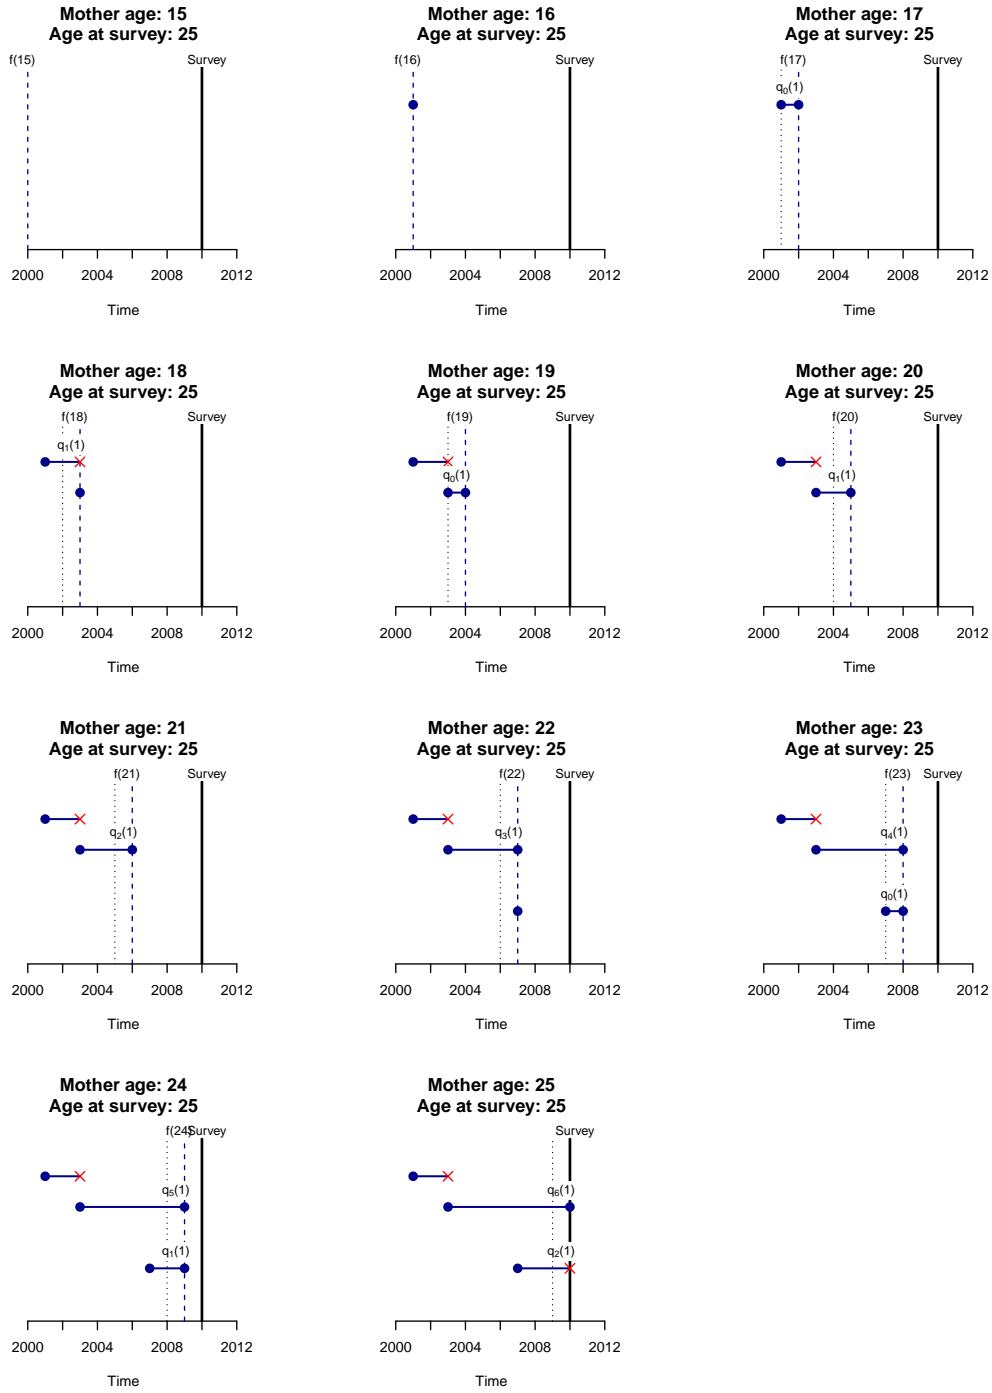 Mother age: 15
Age at survey: 25
f(15) Survey
2000 2004 2008 2012
Time
Mother age: 16
Age at survey: 25
f(16) Survey
2000 2004 2008 2012
Time
Mother age: 17
Age at survey: 25
f(17) Survey
q₀(1)
2000 2004 2008 2012
Time
Mother age: 18
Age at survey: 25
f(18) Survey
q₁(1)
2000 2004 2008 2012
Time
Mother age: 19
Age at survey: 25
f(19) Survey
q₀(1)
2000 2004 2008 2012
Time
Mother age: 20
Age at survey: 25
f(20) Survey
q₁(1)
2000 2004 2008 2012
Time
Mother age: 21
Age at survey: 25
f(21) Survey
q₂(1)
2000 2004 2008 2012
Time
Mother age: 22
Age at survey: 25
f(22) Survey
q₃(1)
2000 2004 2008 2012
Time
Mother age: 23
Age at survey: 25
f(23) Survey
q₄(1)
q₀(1)
2000 2004 2008 2012
Time
Mother age: 24
Age at survey: 25
f(24) Survey
q₅(1)
q₁(1)
2000 2004 2008 2012
Time
Mother age: 25
Age at survey: 25
Survey
q₆(1)
q₂(1)
2000 2004 2008 2012
Time